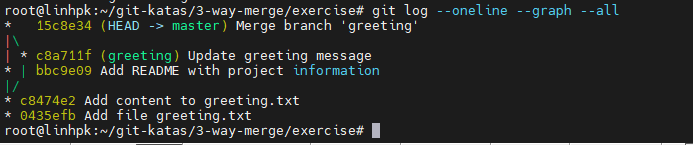 root@linhpk:~/git-katas/3-way-merge/exercise# git log --oneline --graph --all
*   15c8e34 (HEAD -> master) Merge branch 'greeting'
|\
| * c8a711f (greeting) Update greeting message
* | bbc9e09 Add README with project information
|/
* c8474e2 Add content to greeting.txt
* 0435efb Add file greeting.txt
root@linhpk:~/git-katas/3-way-merge/exercise#